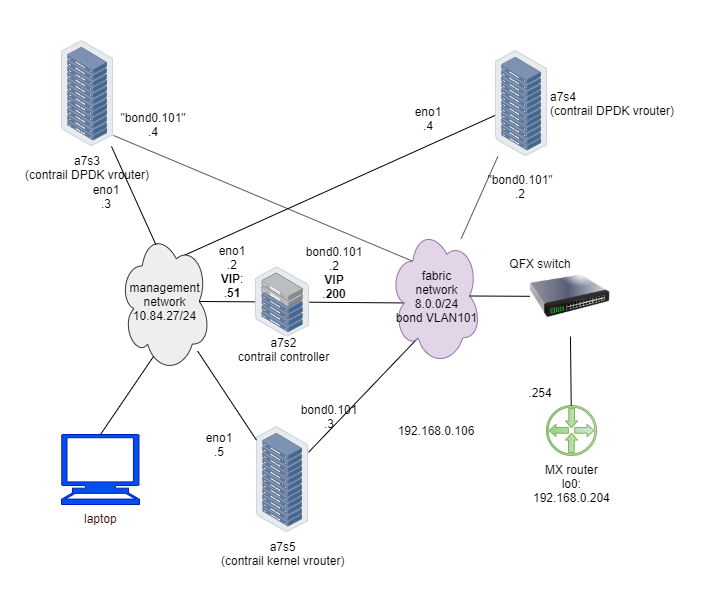 "bond0.101"
.4
a7s3
(contrail DPDK vrouter)
eno1
.3
eno1
.4
a7s4
(contrail DPDK vrouter)
"bond0.101"
.2
management
network
10.84.27/24
eno1
.2
VIP:
.51
bond0.101
.2
VIP
.200
a7s2
contrail controller
fabric
network
8.0.0/24
bond VLAN101
QFX switch
.254
MX router
lo0:
192.168.0.204
192.168.0.106
bond0.101
.3
eno1
.5
a7s5
(contrail kernel vrouter)
laptop